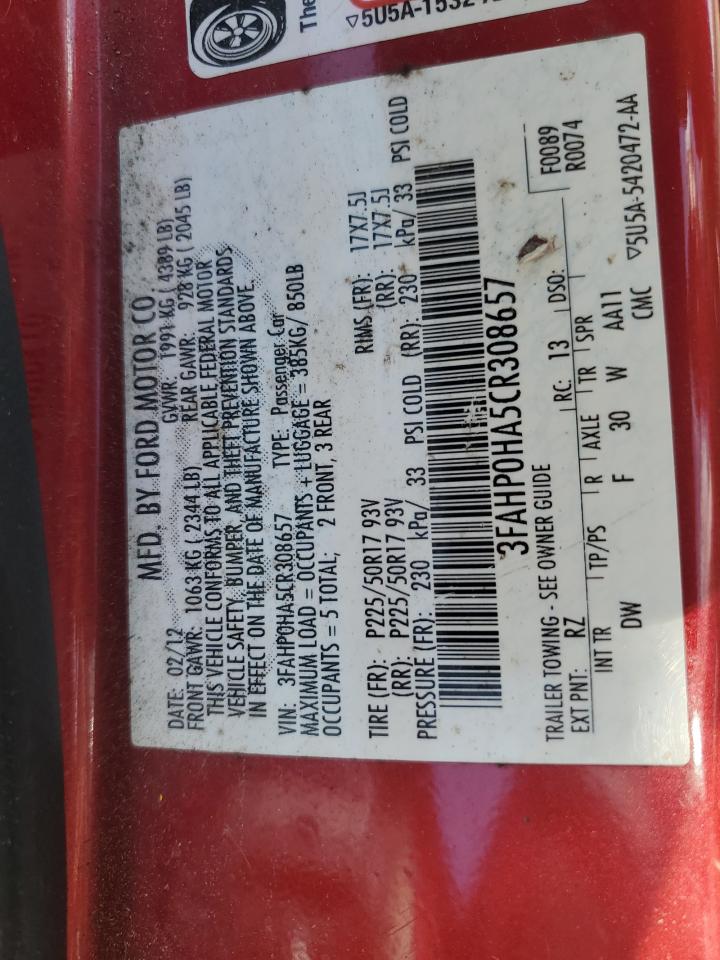 The
▽5U5A-1532
MFD. BY FORD MOTOR CO
DATE: 02/12 GVWR: 1991 KG ( 4389 LB)
FRONT GAWR: 1063 KG ( 2344 LB) REAR GAWR: 928 KG ( 2045 LB)
THIS VEHICLE CONFORMS TO ALL APPLICABLE FEDERAL MOTOR
VEHICLE SAFETY, BUMPER, AND THEFT PREVENTION STANDARDS
IN EFFECT ON THE DATE OF MANUFACTURE SHOWN ABOVE.
VIN: 3FAHP0HA5CR308657 TYPE: Passenger Car
MAXIMUM LOAD = OCCUPANTS + LUGGAGE = 385KG/ 850LB
OCCUPANTS = 5 TOTAL; 2 FRONT, 3 REAR
TIRE (FR): P225/50R17 93V RIMS (FR): 17X7.5J
(RR): P225/50R17 93V (RR): 17X7.5J
PRESSURE (FR): 230 kPa/ 33 PSI COLD (RR): 230 kPa/ 33 PSI COLD
3FAHP0HA5CR308657
TRAILER TOWING - SEE OWNER GUIDE F0089
EXT PNT: RZ RC: 13 DSO: R0074
INT TR TP/PS R AXLE TR SPR
DW F 30 W AA11
CMC
▽5U5A-5420472-AA